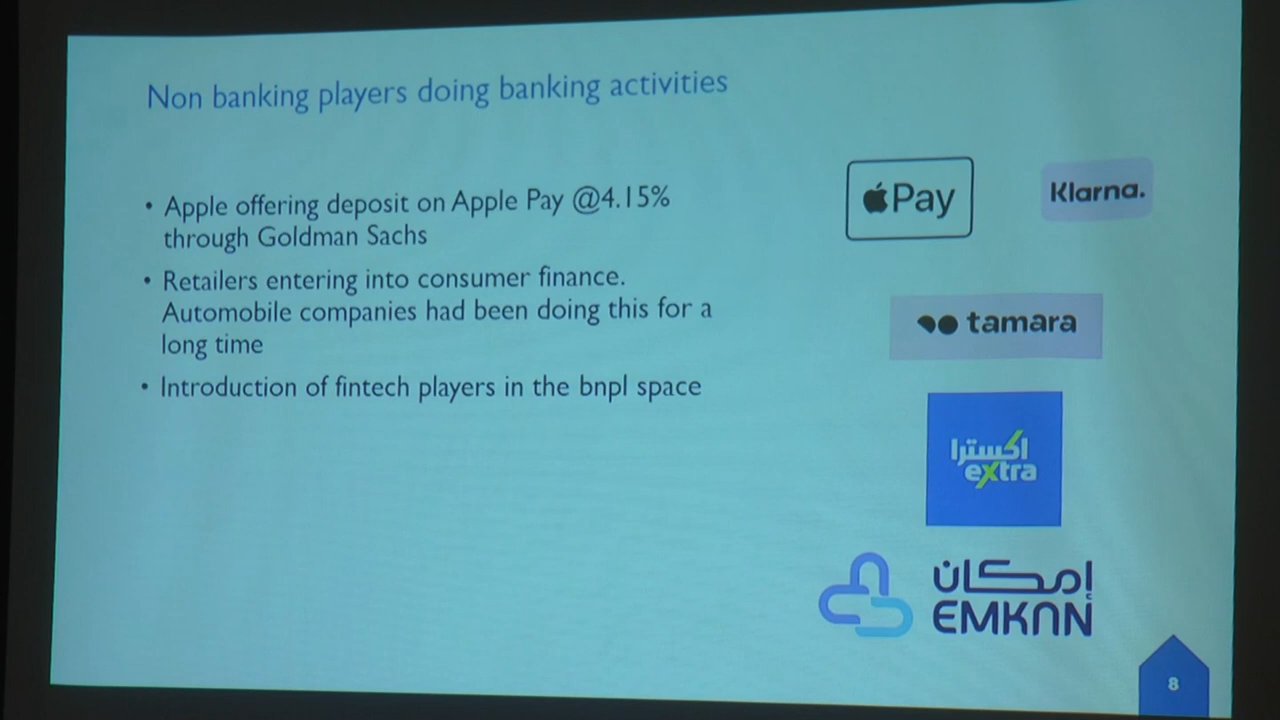 Non banking players doing banking activities
• Apple offering deposit on Apple Pay @4.15%
through Goldman Sachs
• Retailers entering into consumer finance.
Automobile companies had been doing this for a
long time
• Introduction of fintech players in the bnpl space
Pay
Klarna.
tamara
اكسترا
eXtra
إمكان
EMKAN
8